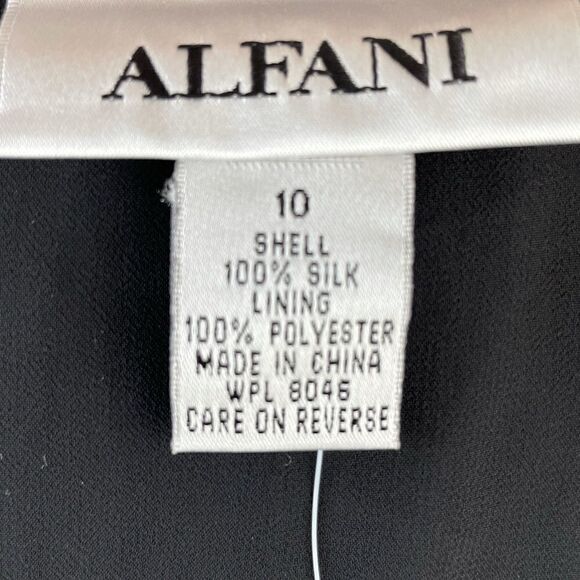 ALFANI
10
SHELL
100% SILK
LINING
100% POLYESTER
MADE IN CHINA
WPL 8046
CARE ON REVERSE